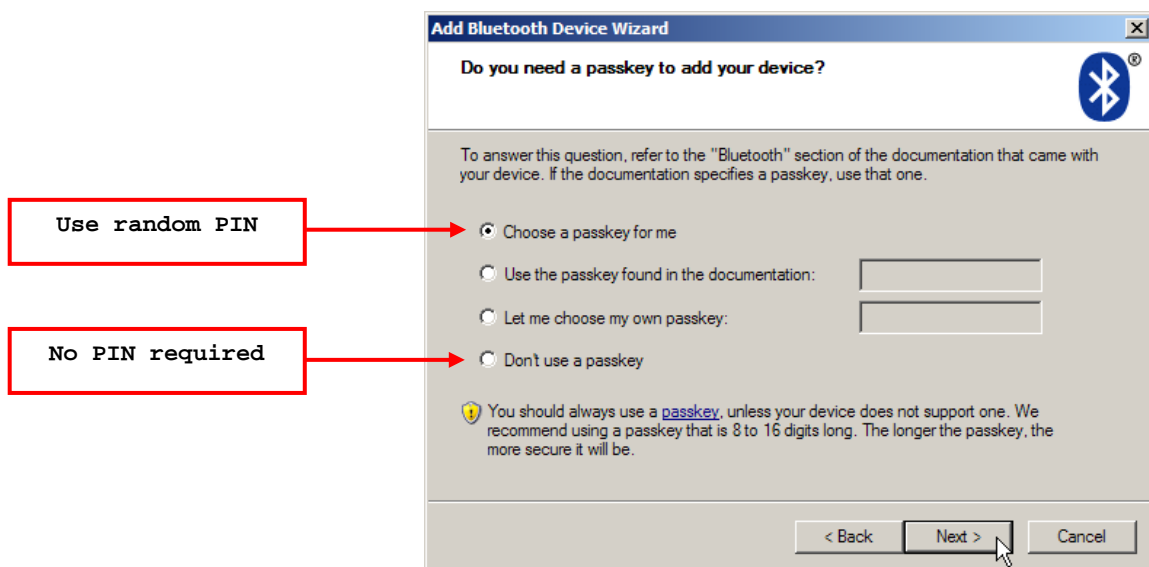 Add Bluetooth Device Wizard
Do you need a passkey to add your device?
®
To answer this question, refer to the "Bluetooth" section of the documentation that came with
your device. If the documentation specifies a passkey, use that one.
Use random PIN
Choose a passkey for me
Use the passkey found in the documentation:
Let me choose my own passkey:
No PIN required
Don't use a passkey
You should always use a passkey, unless your device does not support one. We
recommend using a passkey that is 8 to 16 digits long. The longer the passkey, the
more secure it will be.
< Back Next > Cancel